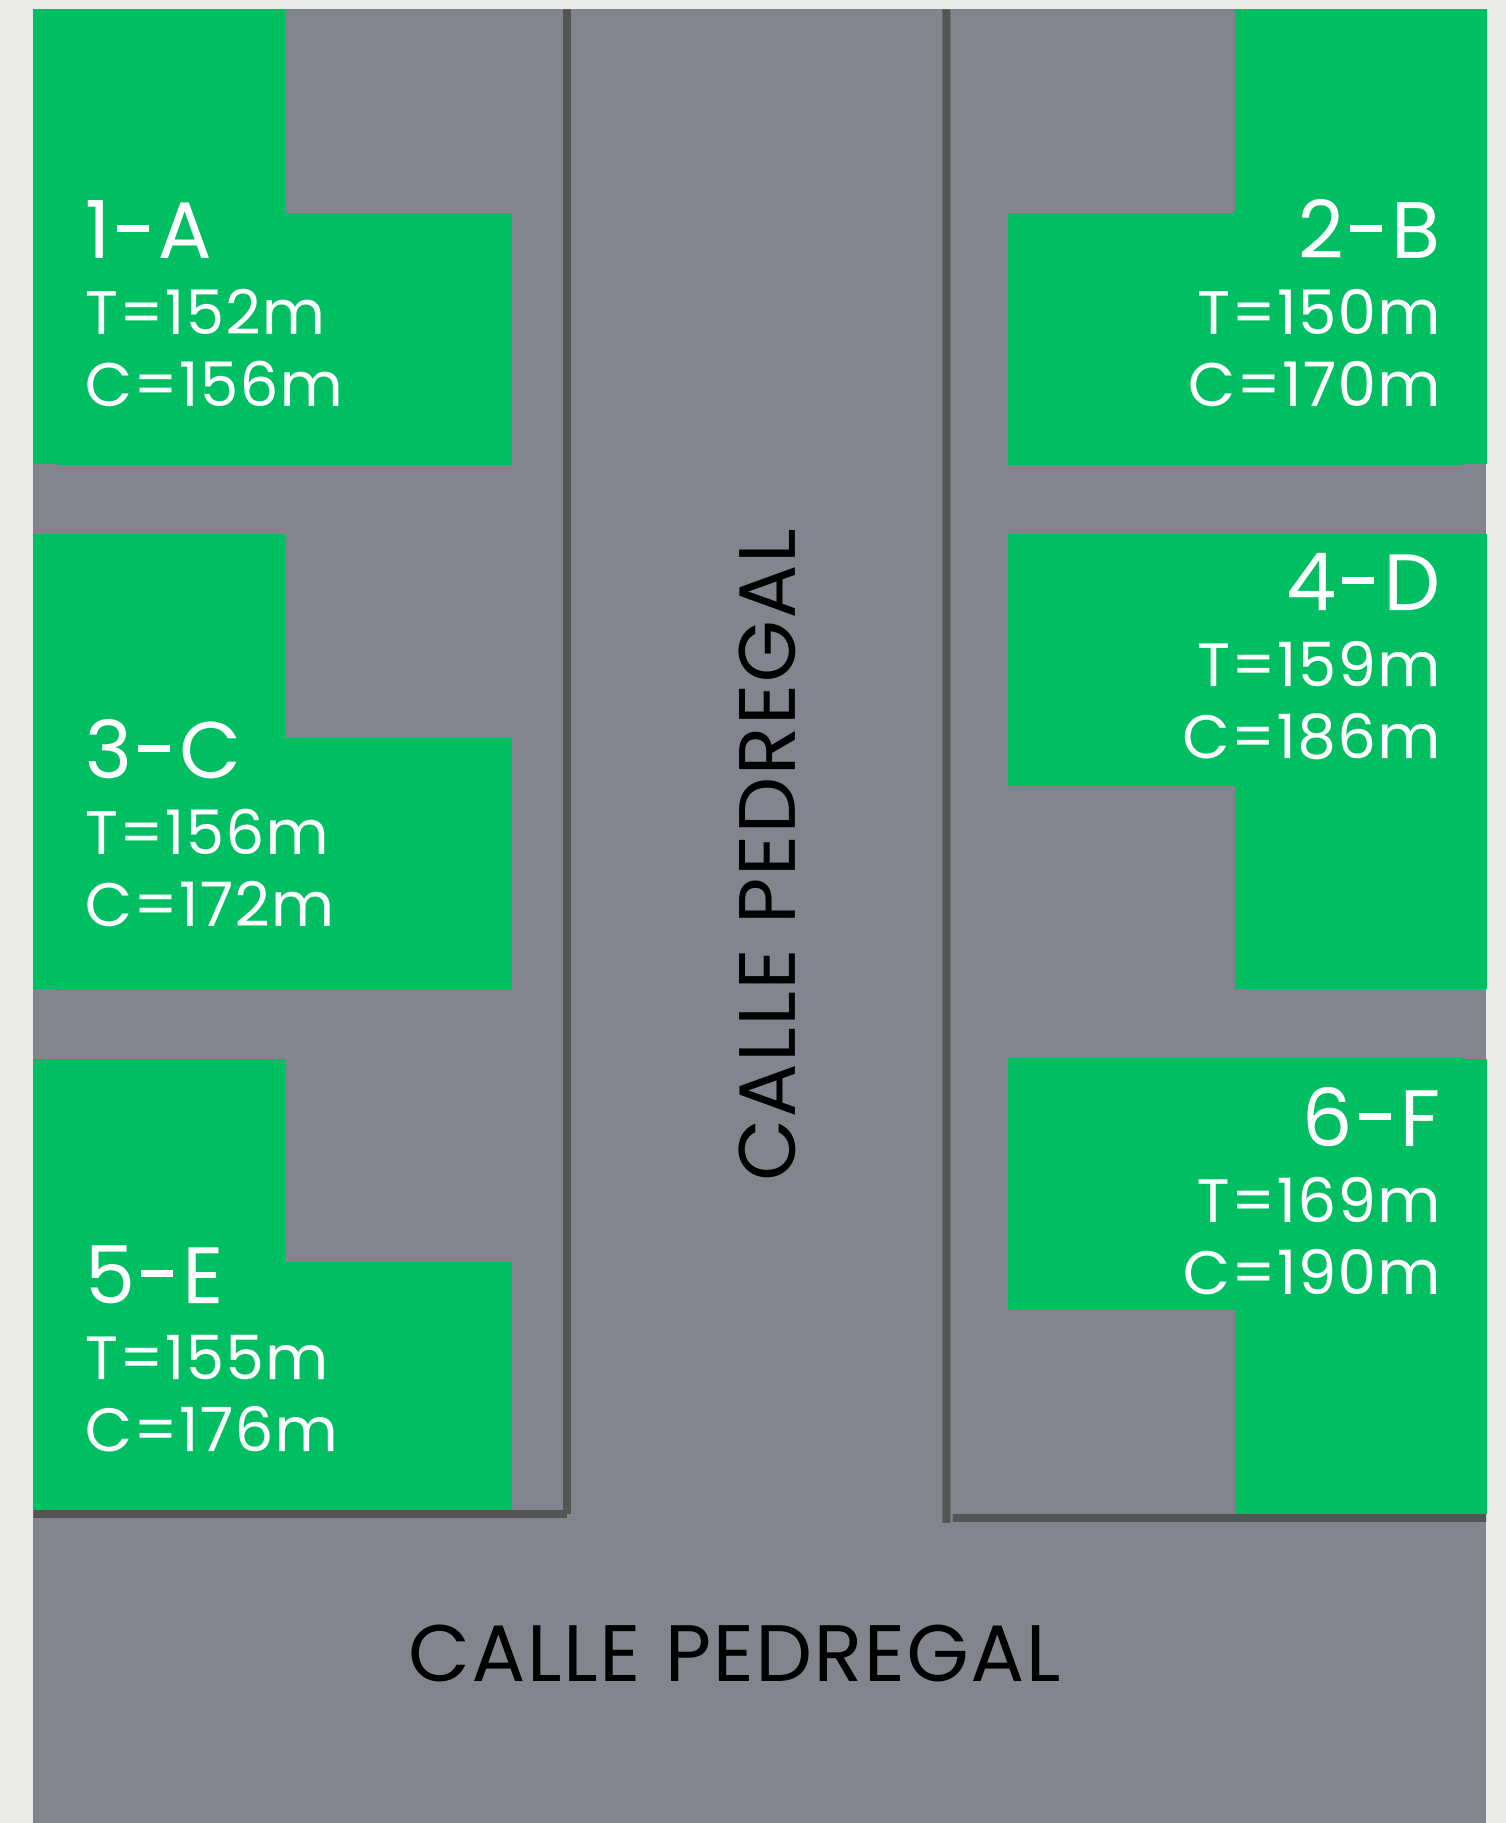 1-A
T=152m
C=156m
2-B
T=150m
C=170m
3-C
T=156m
C=172m
4-D
T=159m
C=186m
5-E
T=155m
C=176m
6-F
T=169m
C=190m
CALLE PEDREGAL
CALLE PEDREGAL